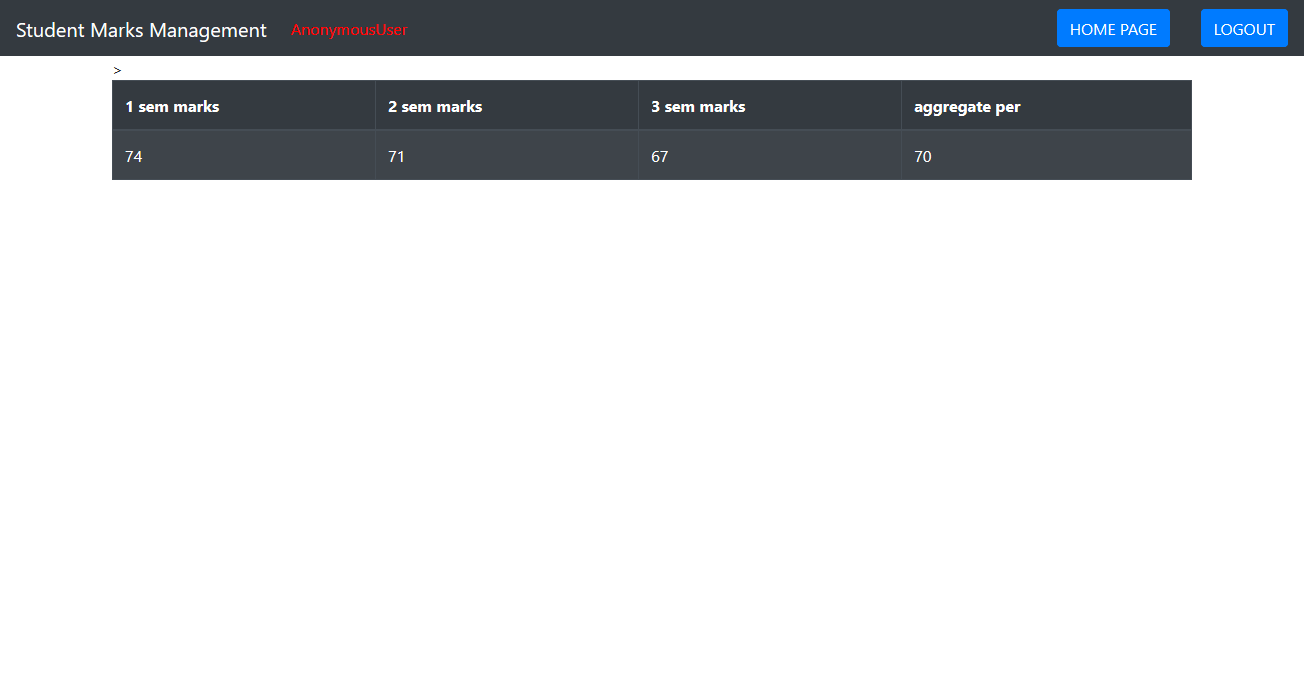 Student Marks Management AnonymousUser HOME PAGE LOGOUT
>
1 sem marks 2 sem marks 3 sem marks aggregate per
74 71 67 70